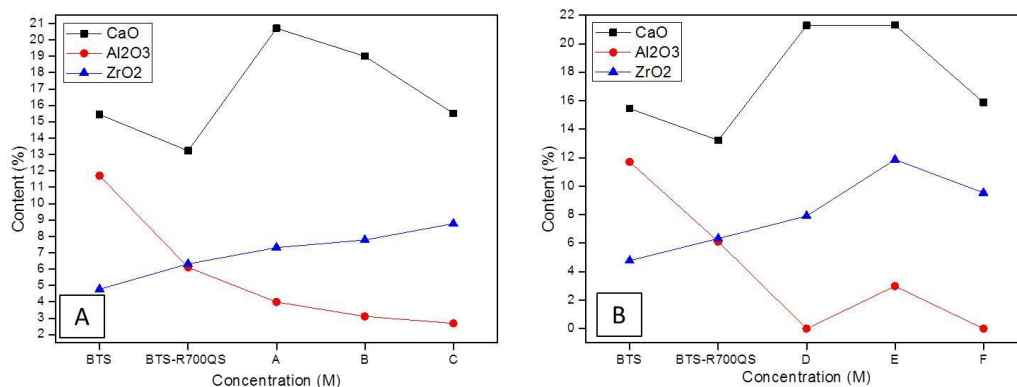 21
20
19
18
17
16
15
14
13
12
11
10
9
8
7
6
5
4
3
2
Content (%)
CaO
Al2O3
ZrO2
A
BTS
BTS-R700QS
A
B
C
Concentration (M)
22
20
18
16
14
12
10
8
6
4
2
0
Content (%)
CaO
Al2O3
ZrO2
B
BTS
BTS-R700QS
D
E
F
Concentration (M)